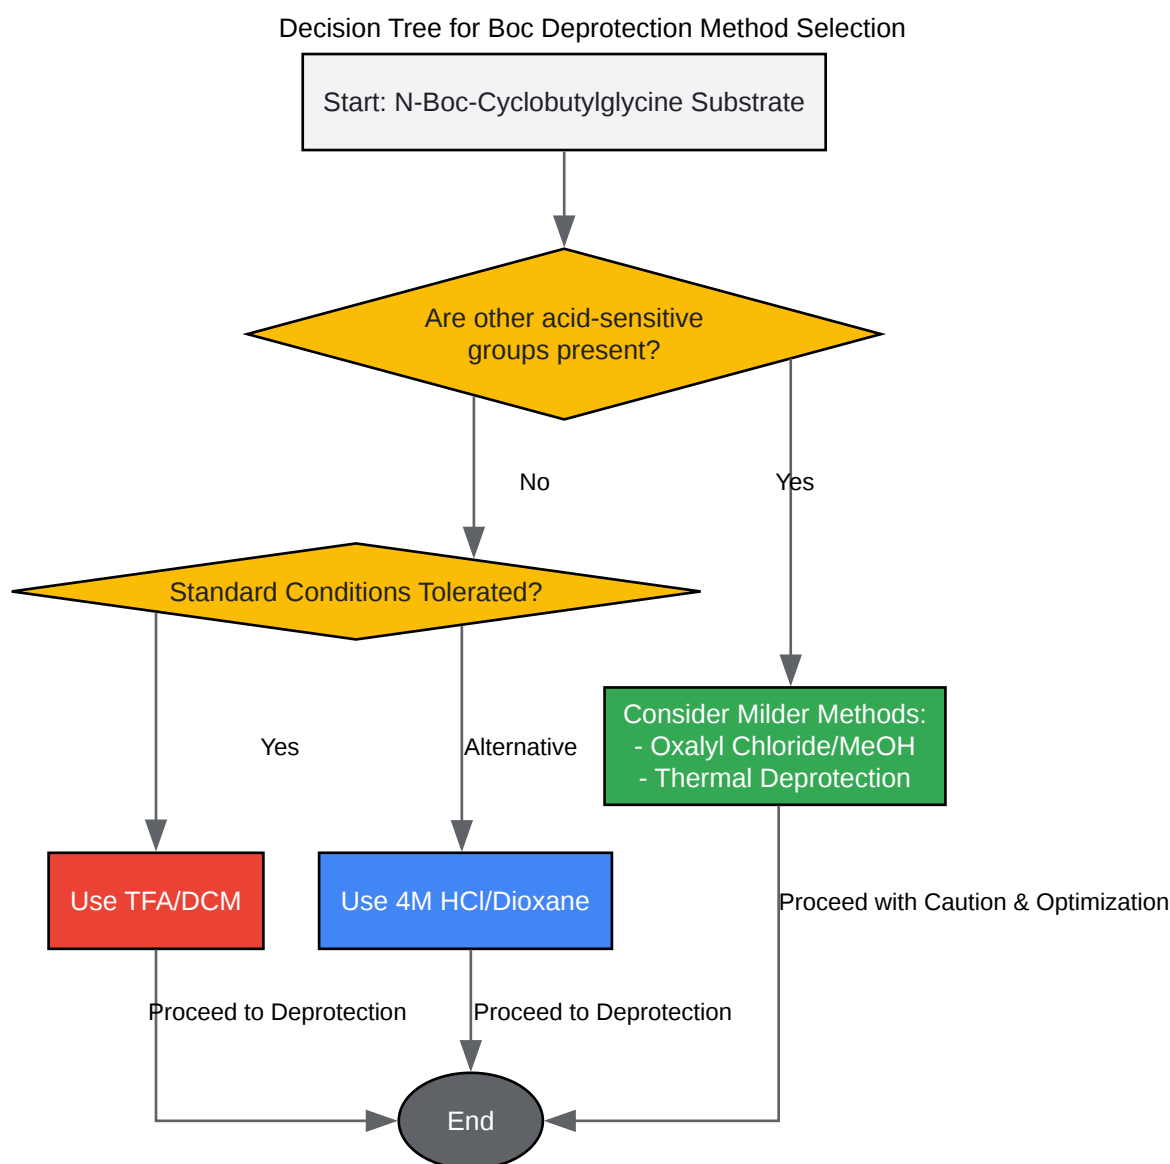 Decision Tree for Boc Deprotection Method Selection
Start: N-Boc-Cyclobutylglycine Substrate
Are other acid-sensitive
groups present?
No
Yes
Standard Conditions Tolerated?
Yes
Alternative
Consider Milder Methods:
- Oxalyl Chloride/MeOH
- Thermal Deprotection
Use TFA/DCM
Use 4M HCl/Dioxane
Proceed with Caution & Optimization
Proceed to Deprotection
Proceed to Deprotection
End